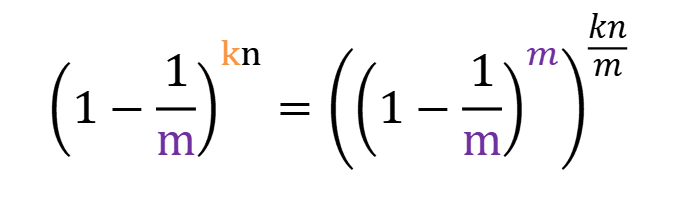 (1 − 1/m)^kn = ((1 − 1/m)^m)^(kn/m)